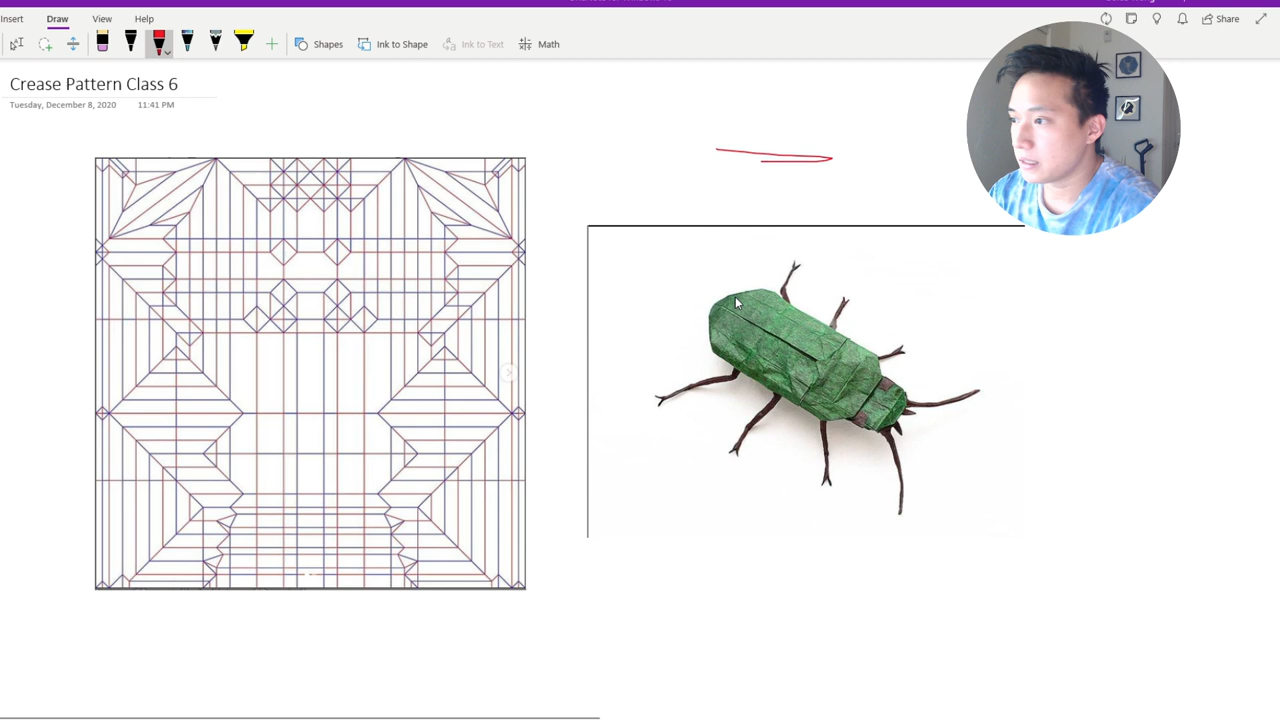 Insert Draw View Help
Share
Shapes Ink to Shape Ink to Text Math
Crease Pattern Class 6
Tuesday, December 8, 2020 11:41 PM